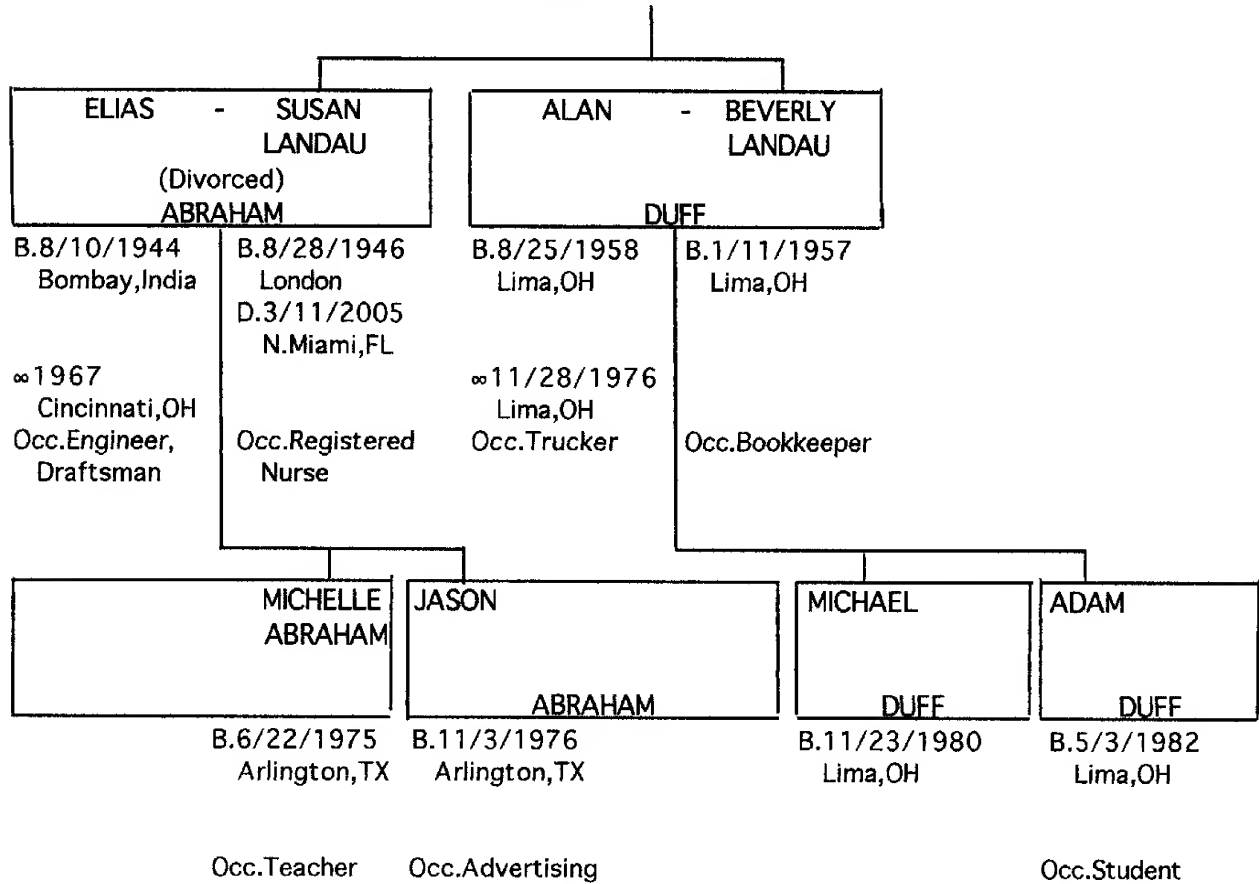 ELIAS - SUSAN
LANDAU
(Divorced)
ABRAHAM
B.8/10/1944
Bombay,India
B.8/28/1946
London
D.3/11/2005
N.Miami,FL
∞1967
Cincinnati,OH
Occ.Engineer,
Draftsman
Occ.Registered
Nurse
ALAN - BEVERLY
LANDAU
DUFF
B.8/25/1958
Lima,OH
B.1/11/1957
Lima,OH
∞11/28/1976
Lima,OH
Occ.Trucker
Occ.Bookkeeper
MICHELLE
ABRAHAM
B.6/22/1975
Arlington,TX
Occ.Teacher
JASON
ABRAHAM
B.11/3/1976
Arlington,TX
Occ.Advertising
MICHAEL
DUFF
B.11/23/1980
Lima,OH
ADAM
DUFF
B.5/3/1982
Lima,OH
Occ.Student